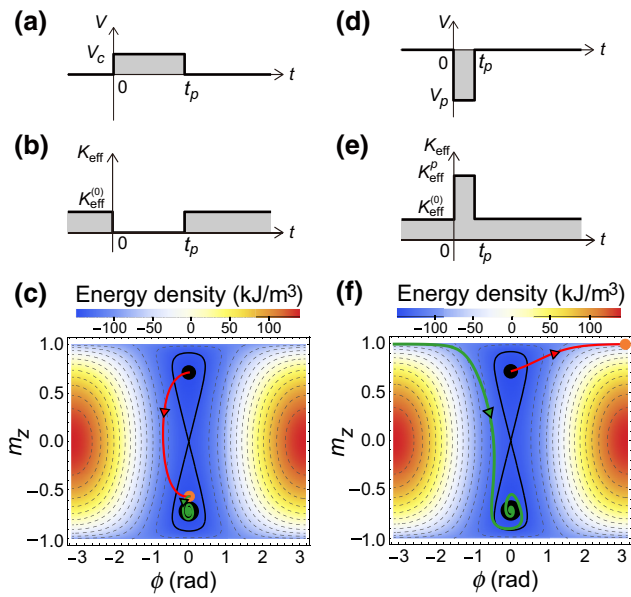 (a)
V
V_c
0
t_p
t
(d)
V
0
t_p
t
V_p
(b)
K_eff
K_eff^(0)
0
t_p
t
(e)
K_eff
K_eff^p
K_eff^(0)
0
t_p
t
(c)
Energy density (kJ/m³)
−100 −50 0 50 100
m_z
1.0
0.5
0.0
−0.5
−1.0
−3 −2 −1 0 1 2 3
ϕ (rad)
(f)
Energy density (kJ/m³)
−100 −50 0 50 100
m_z
1.0
0.5
0.0
−0.5
−1.0
−3 −2 −1 0 1 2 3
ϕ (rad)